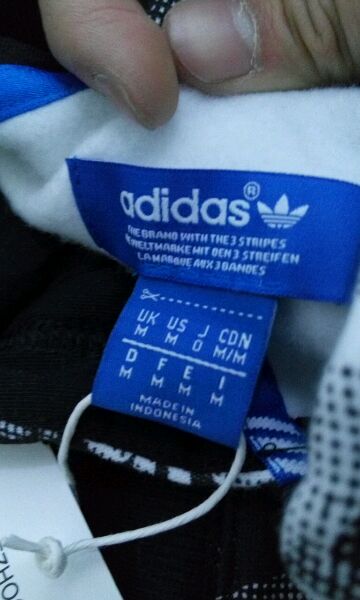 adidas®
THE BRAND WITH THE 3 STRIPES
WELTMARKE MIT DEN 3 STREIFEN
LA MARQUE AUX 3 BANDES
UK US J CDN
M M O M/M
D F E I
M M M M
MADE IN
INDONESIA